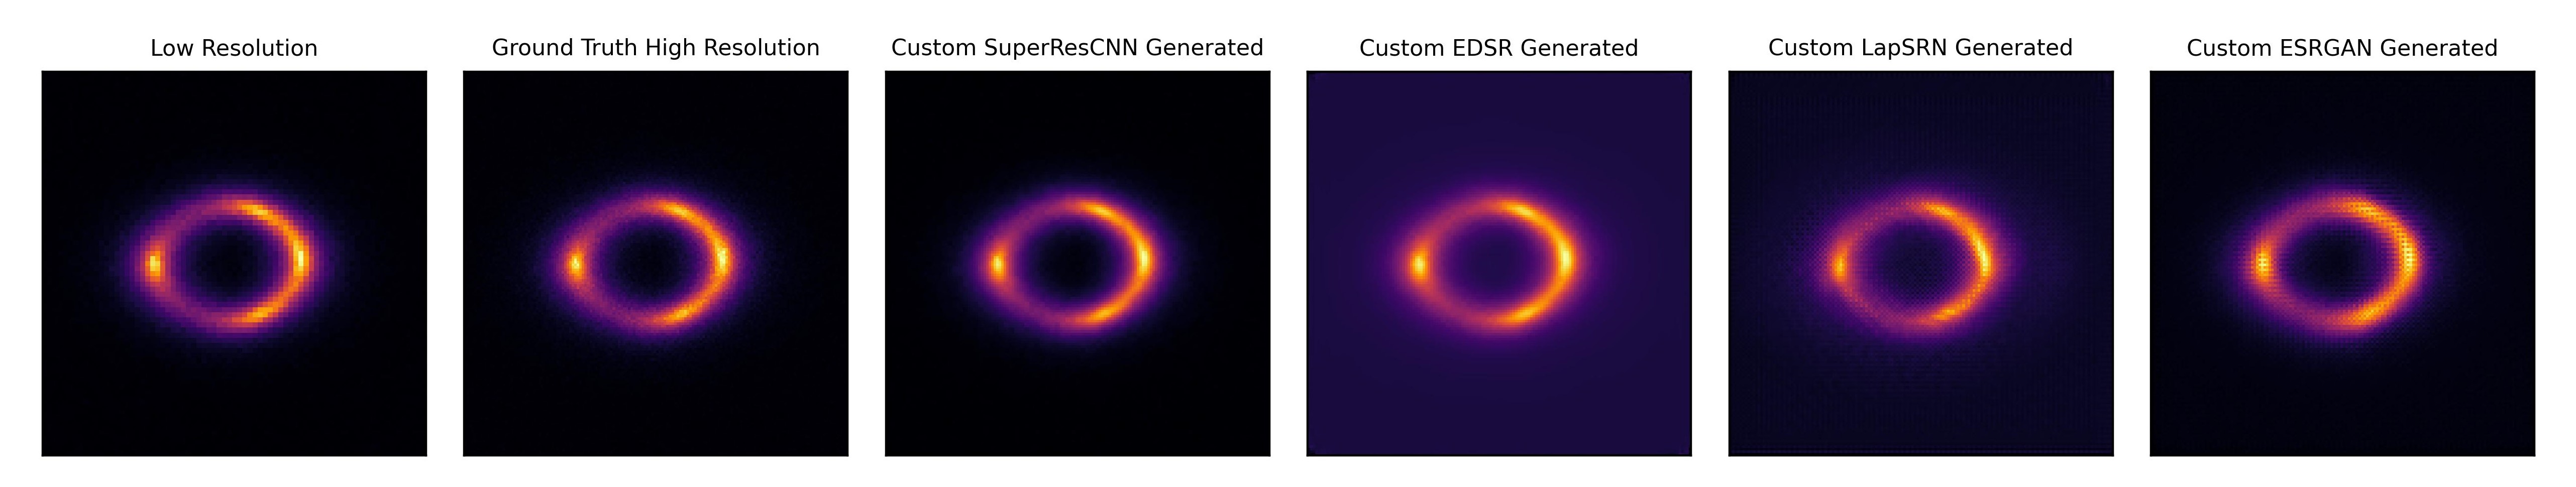 Low Resolution
Ground Truth High Resolution
Custom SuperResCNN Generated
Custom EDSR Generated
Custom LapSRN Generated
Custom ESRGAN Generated